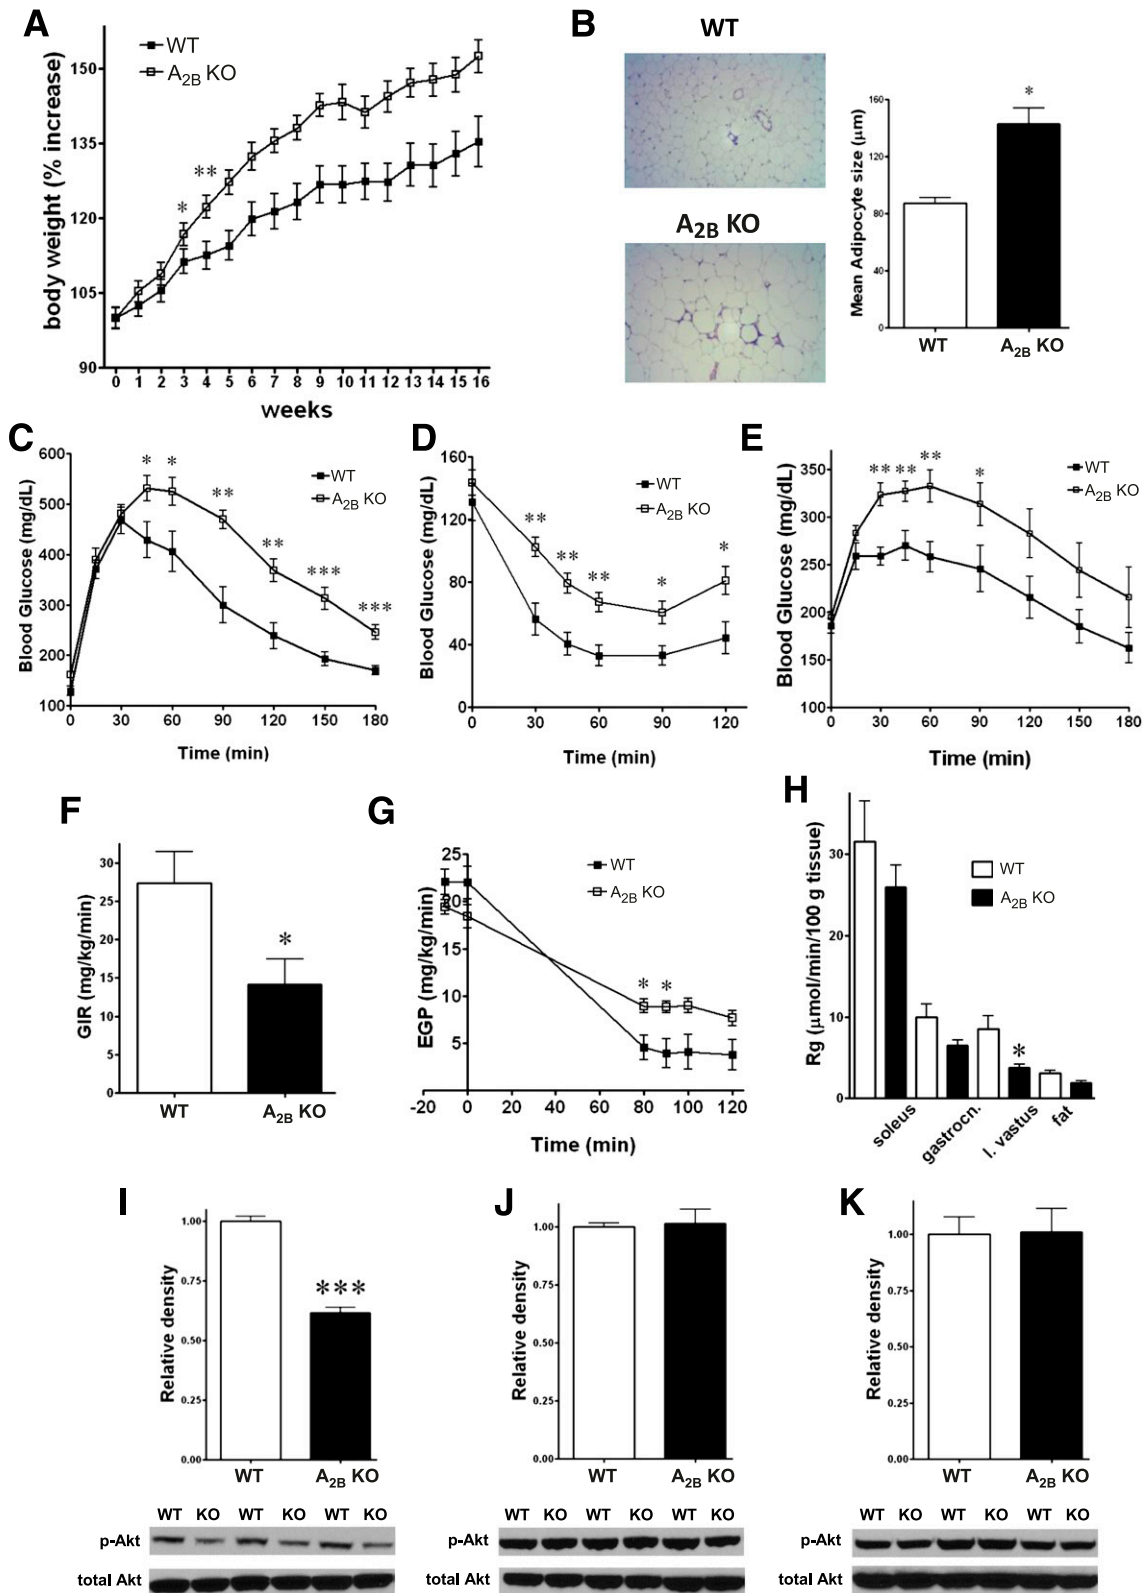 A
WT
A2B KO
body weight (% increase)
150
135
120
105
90
*
**
0 1 2 3 4 5 6 7 8 9 10 11 12 13 14 15 16
weeks
B
WT
A2B KO
Mean Adipocyte size (μm)
160
120
80
40
0
*
WT A2B KO
C
Blood Glucose (mg/dL)
600
500
400
300
200
100
WT
A2B KO
* * ** ** *** ***
0 30 60 90 120 150 180
Time (min)
D
Blood Glucose (mg/dL)
160
120
80
40
0
WT
A2B KO
** ** ** * *
0 30 60 90 120
Time (min)
E
Blood Glucose (mg/dL)
350
300
250
200
150
100
WT
A2B KO
** ** ** *
0 30 60 90 120 150 180
Time (min)
F
GIR (mg/kg/min)
30
25
20
15
10
5
0
*
WT A2B KO
G
EGP (mg/kg/min)
25
20
15
10
5
WT
A2B KO
* *
-20 0 20 40 60 80 100 120
Time (min)
H
Rg (μmol/min/100 g tissue)
30
20
10
0
WT
A2B KO
*
soleus gastrocn. l. vastus fat
I
Relative density
1.00
0.75
0.50
0.25
0.00
***
WT A2B KO
WT KO WT KO WT KO
p-Akt
total Akt
J
Relative density
1.00
0.75
0.50
0.25
0.00
WT A2B KO
WT KO WT KO WT KO
p-Akt
total Akt
K
Relative density
1.00
0.75
0.50
0.25
0.00
WT A2B KO
WT KO WT KO WT KO
p-Akt
total Akt